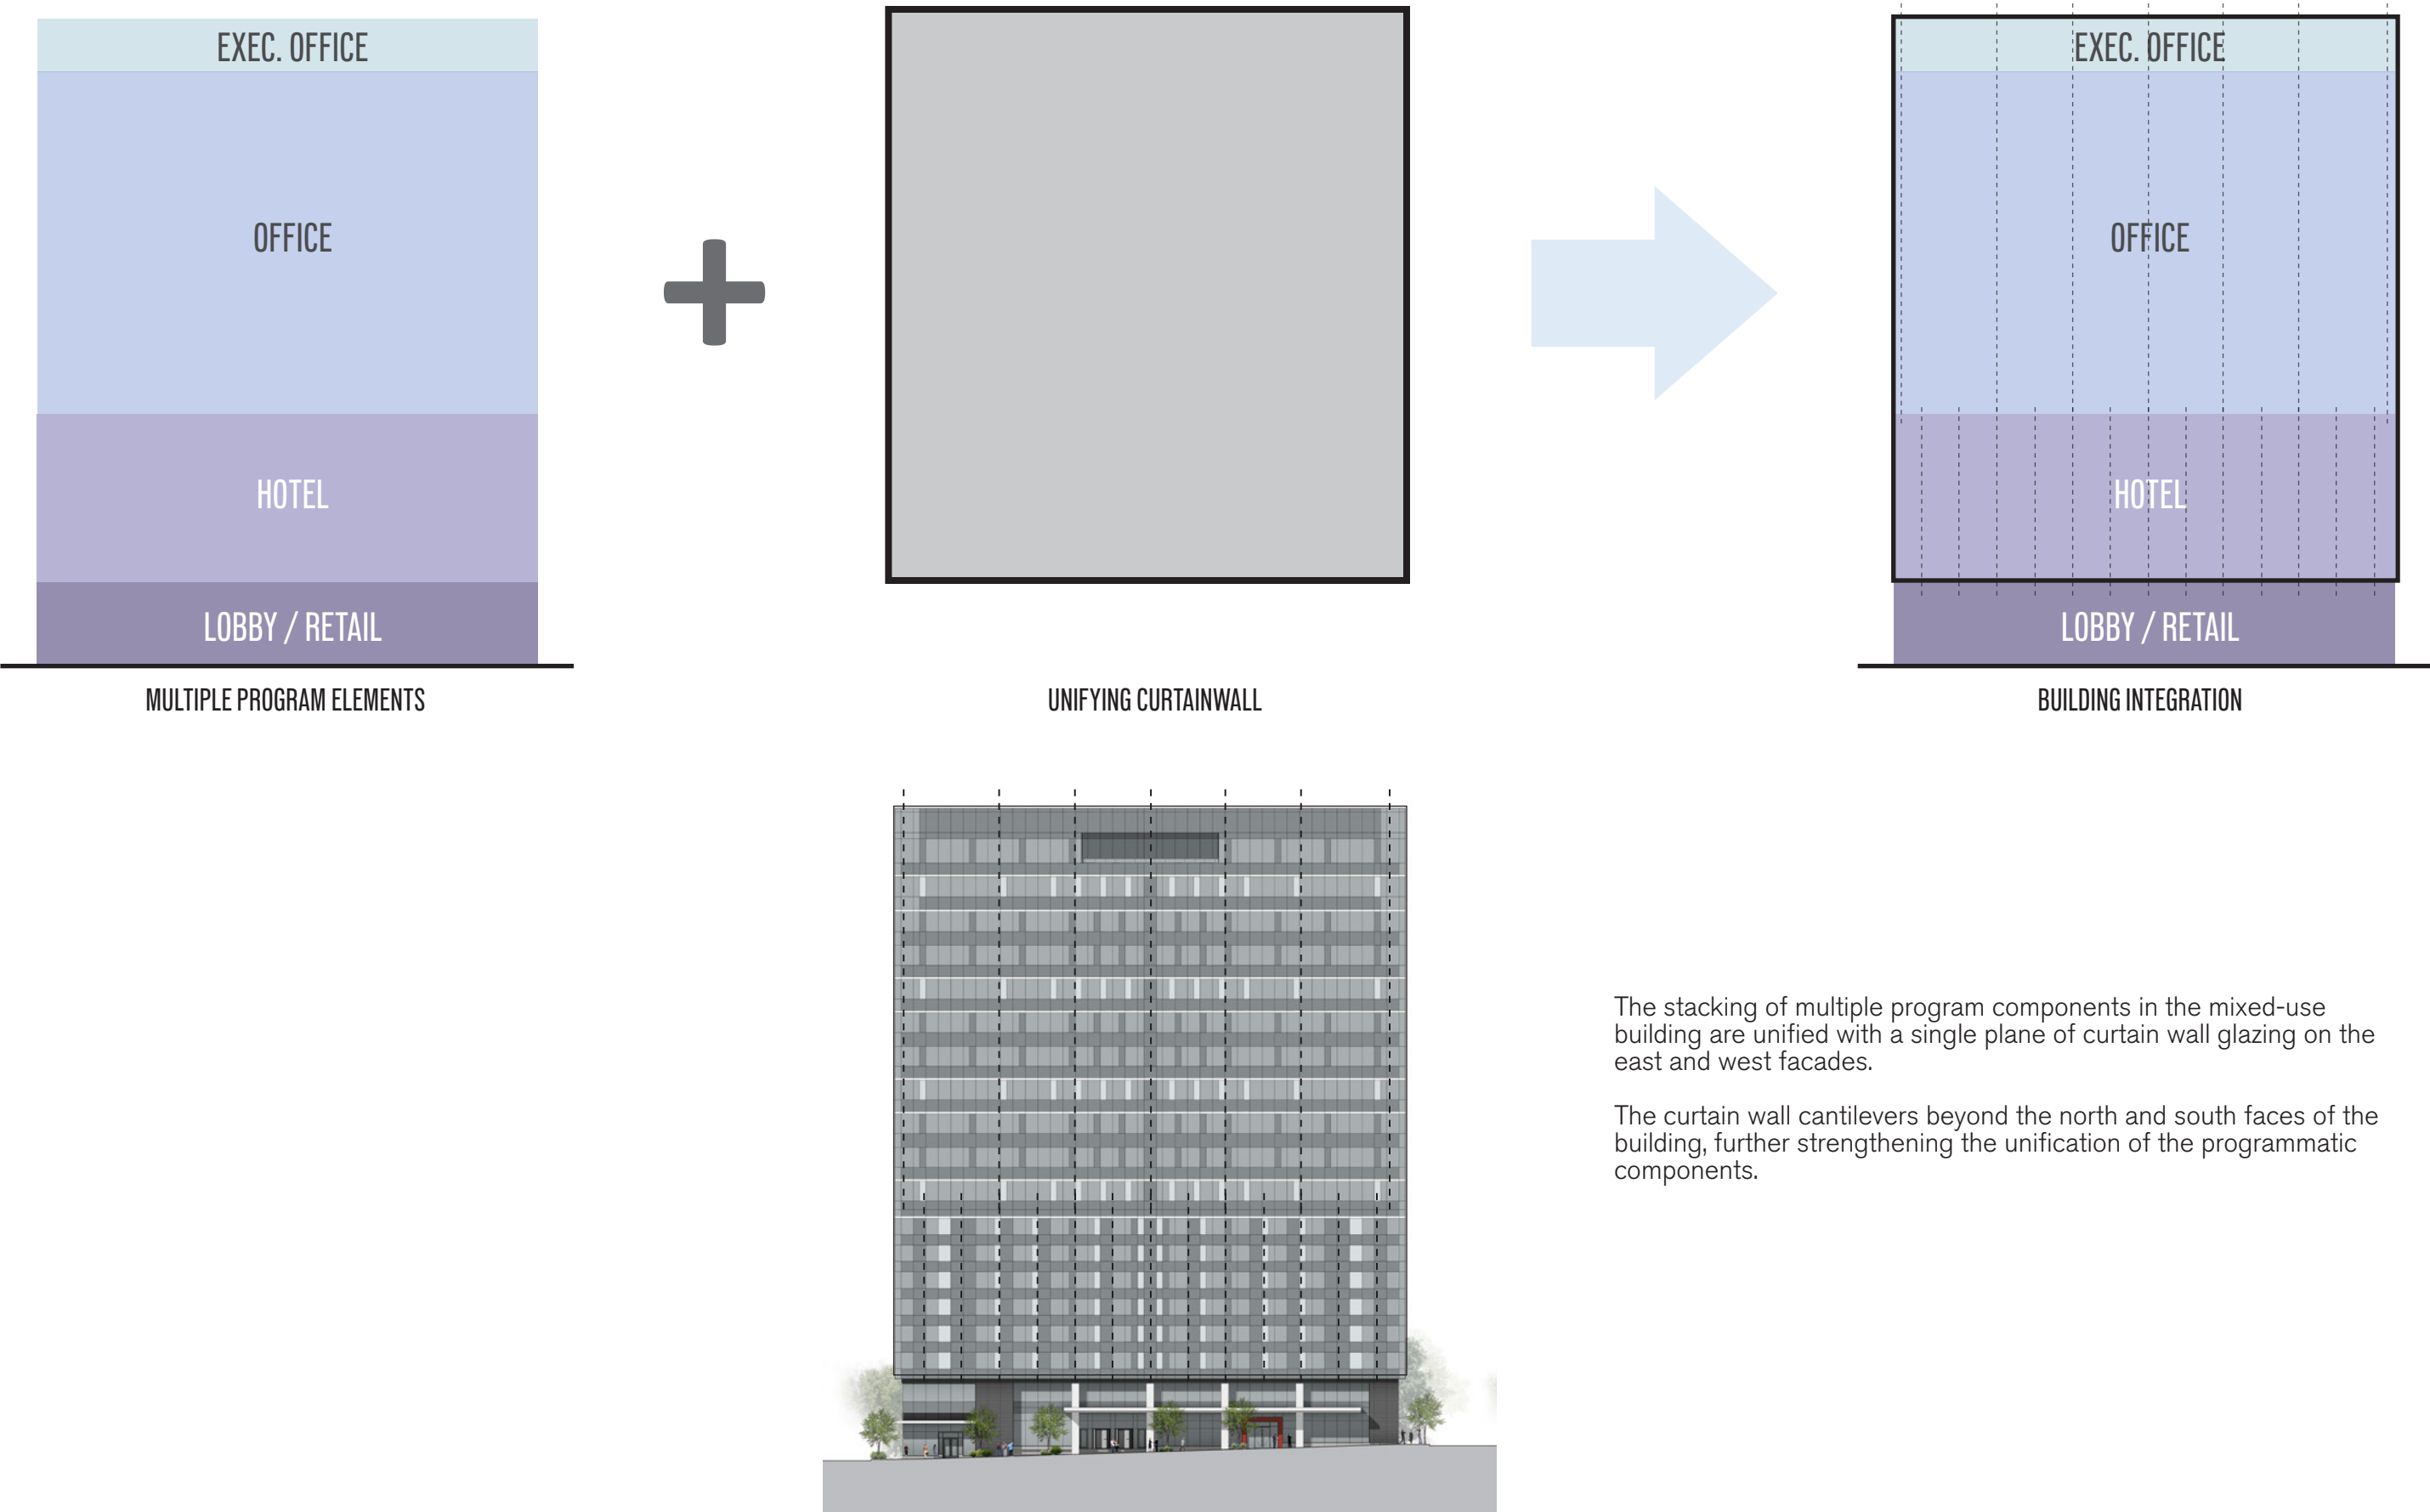 EXEC. OFFICE
OFFICE
HOTEL
LOBBY / RETAIL
MULTIPLE PROGRAM ELEMENTS
UNIFYING CURTAINWALL
EXEC. OFFICE
OFFICE
HOTEL
LOBBY / RETAIL
BUILDING INTEGRATION
The stacking of multiple program components in the mixed-use
building are unified with a single plane of curtain wall glazing on the
east and west facades.
The curtain wall cantilevers beyond the north and south faces of the
building, further strengthening the unification of the programmatic
components.